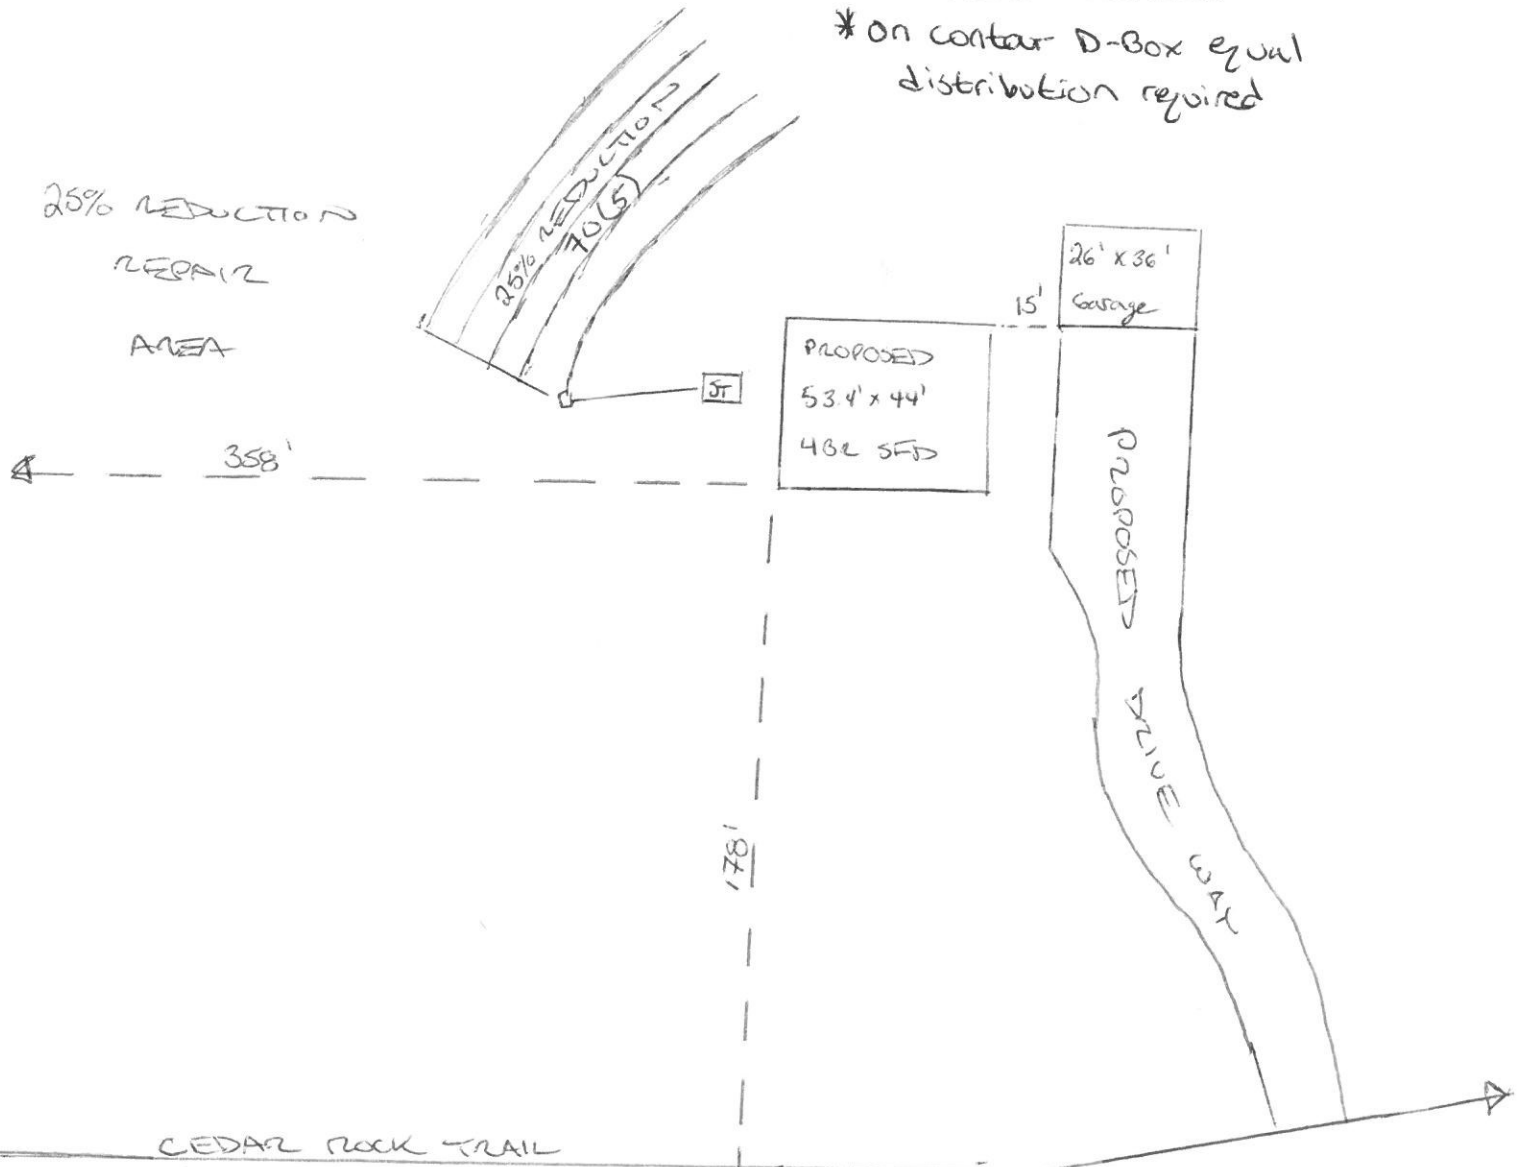 * on contour D-Box equal
distribution required
25% REDUCTION
REPAIR
AREA
25% REDUCTION
70(5)
ST
26' x 36'
Garage
15'
PROPOSED
53.4' x 44'
4BR SFD
358'
PROPOSED DRIVE WAY
178'
CEDAR ROCK TRAIL